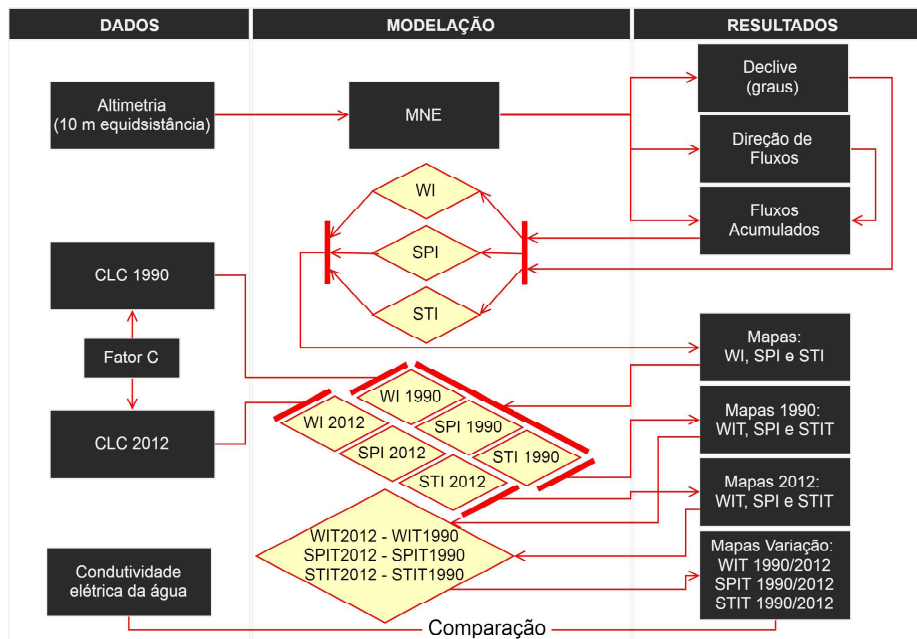 DADOS
MODELAÇÃO
RESULTADOS
Altimetria
(10 m equidsistância)
MNE
Declive
(graus)
Direção de
Fluxos
Fluxos
Acumulados
WI
SPI
STI
CLC 1990
Fator C
CLC 2012
Mapas:
WI, SPI e STI
WI 1990
WI 2012
SPI 1990
SPI 2012
STI 1990
STI 2012
Mapas 1990:
WIT, SPI e STIT
Mapas 2012:
WIT, SPI e STIT
WIT2012 - WIT1990
SPIT2012 - SPIT1990
STIT2012 - STIT1990
Mapas Variação:
WIT 1990/2012
SPIT 1990/2012
STIT 1990/2012
Condutividade
elétrica da água
Comparação